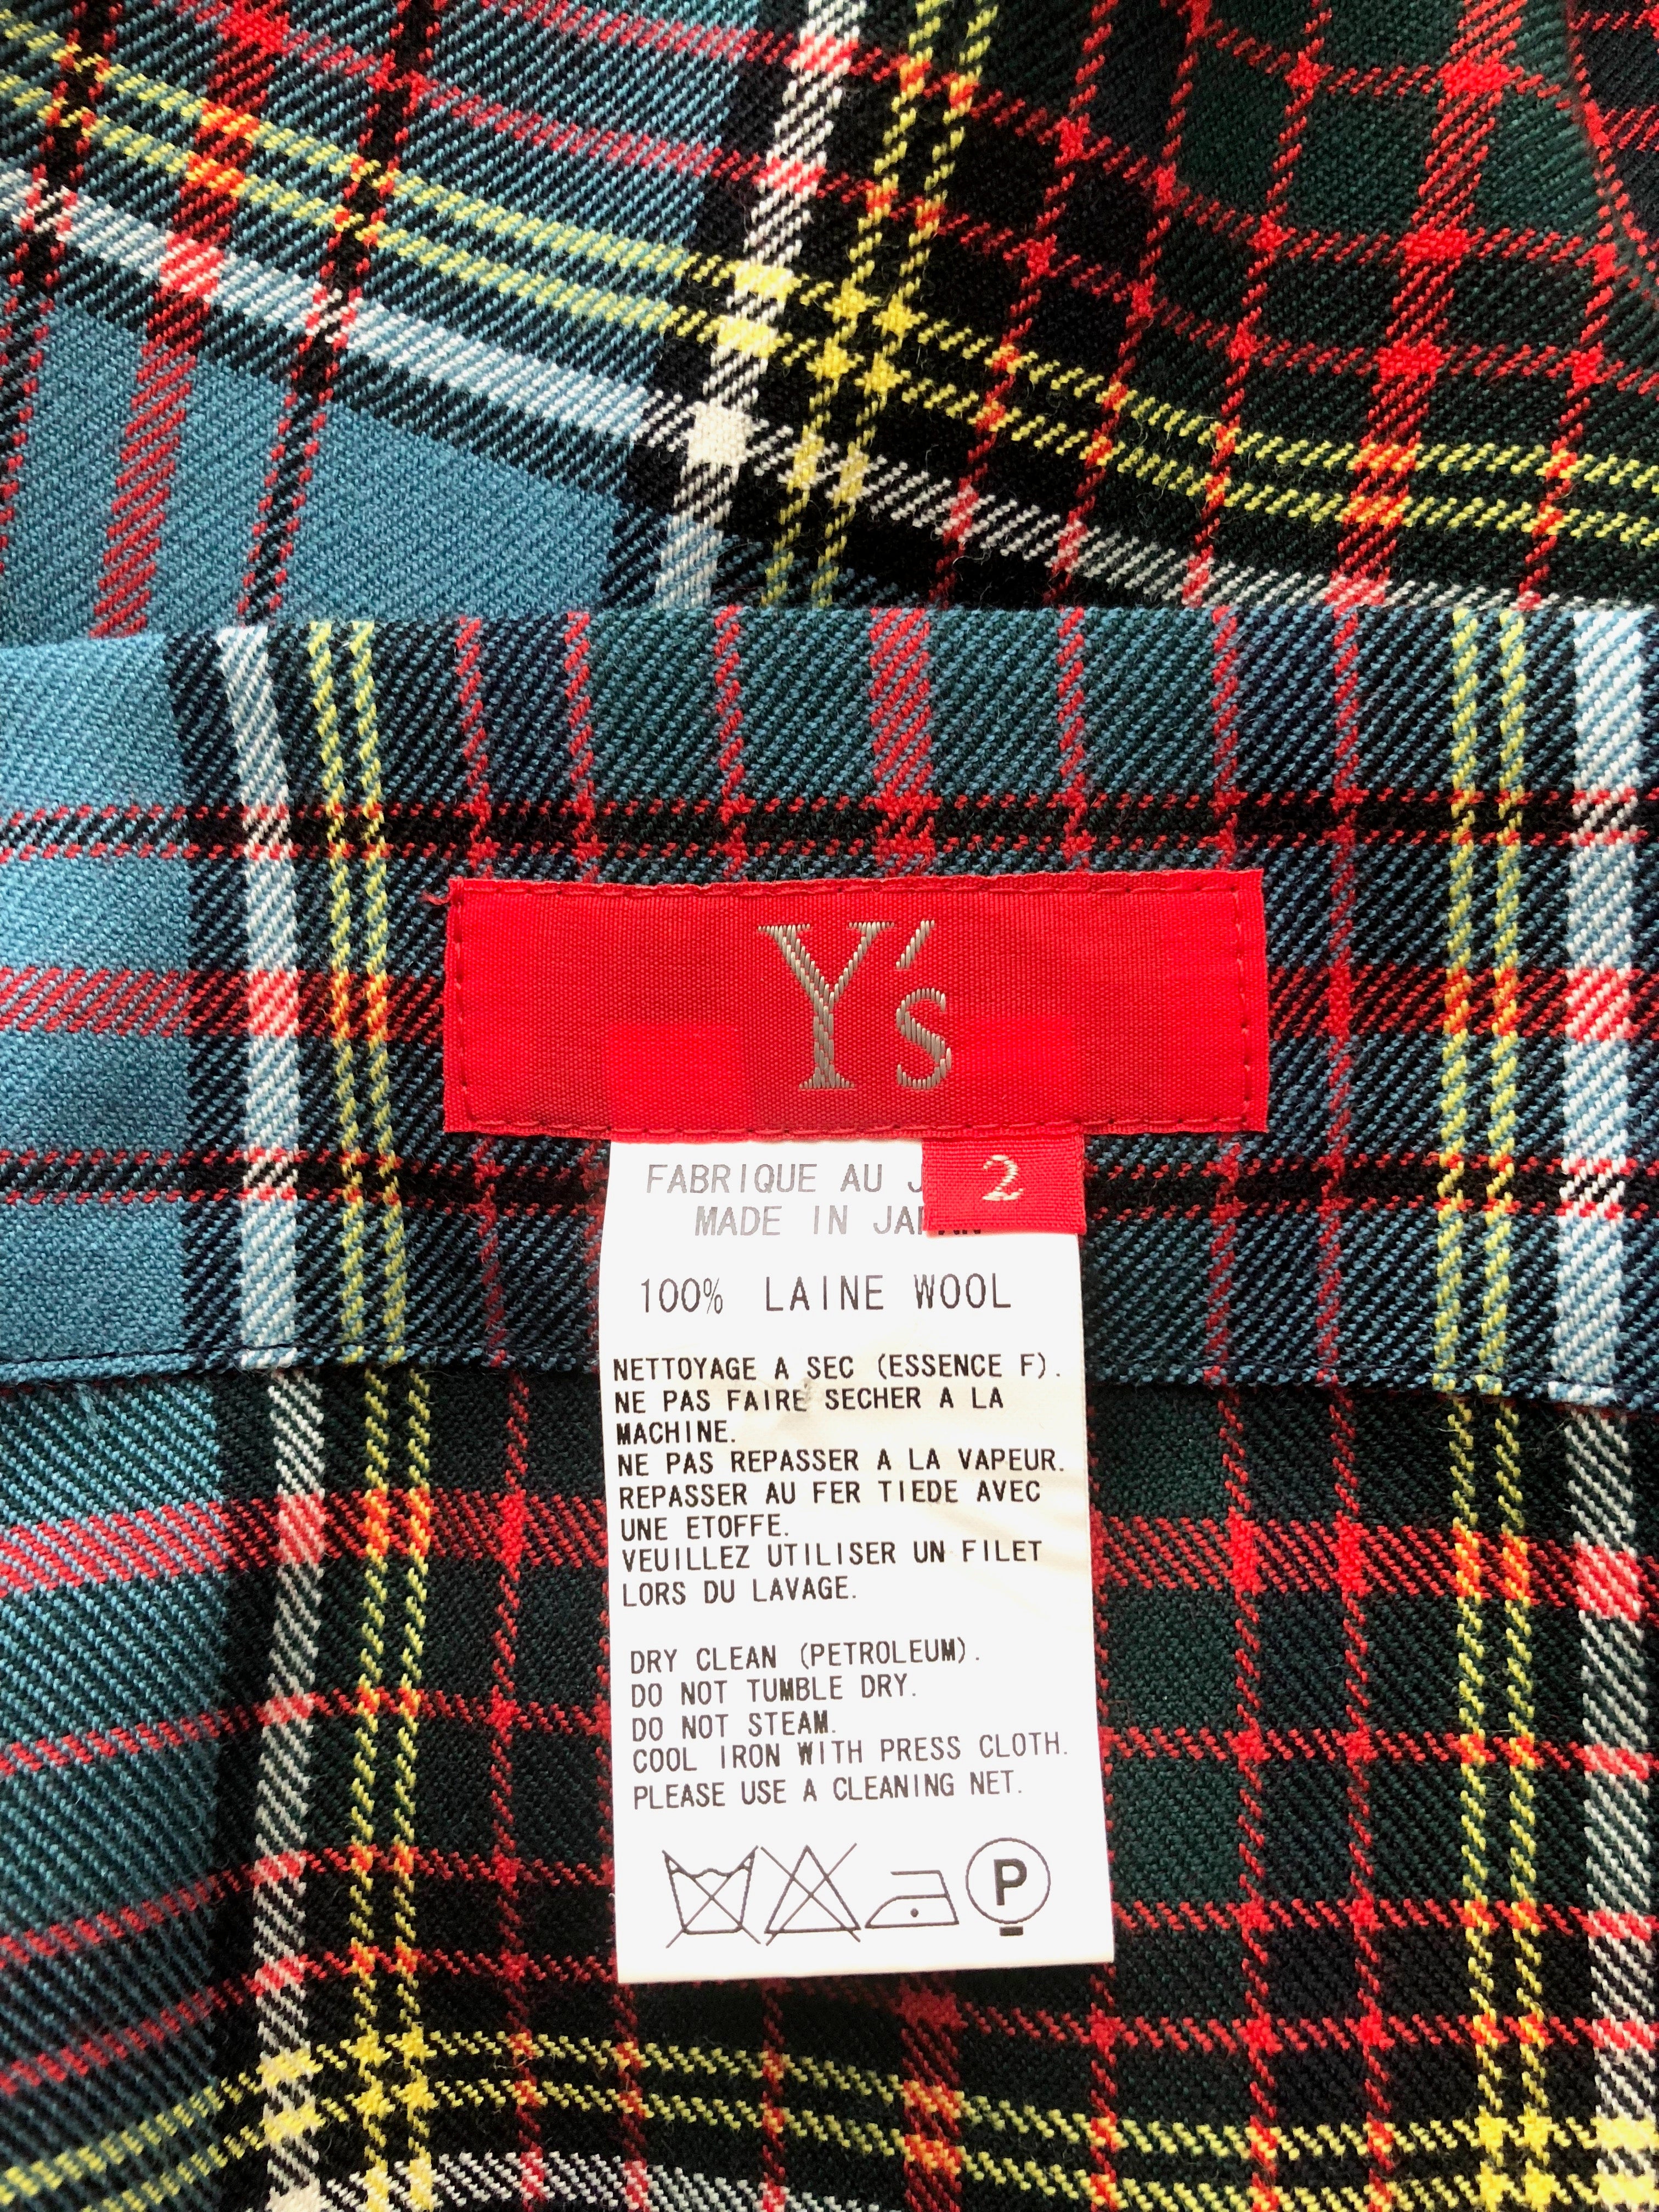 Y's
2
FABRIQUE AU J
MADE IN JAPAN
100% LAINE WOOL
NETTOYAGE A SEC (ESSENCE F).
NE PAS FAIRE SECHER A LA
MACHINE.
NE PAS REPASSER A LA VAPEUR.
REPASSER AU FER TIEDE AVEC
UNE ETOFFE.
VEUILLEZ UTILISER UN FILET
LORS DU LAVAGE.
DRY CLEAN (PETROLEUM).
DO NOT TUMBLE DRY.
DO NOT STEAM.
COOL IRON WITH PRESS CLOTH.
PLEASE USE A CLEANING NET.
P